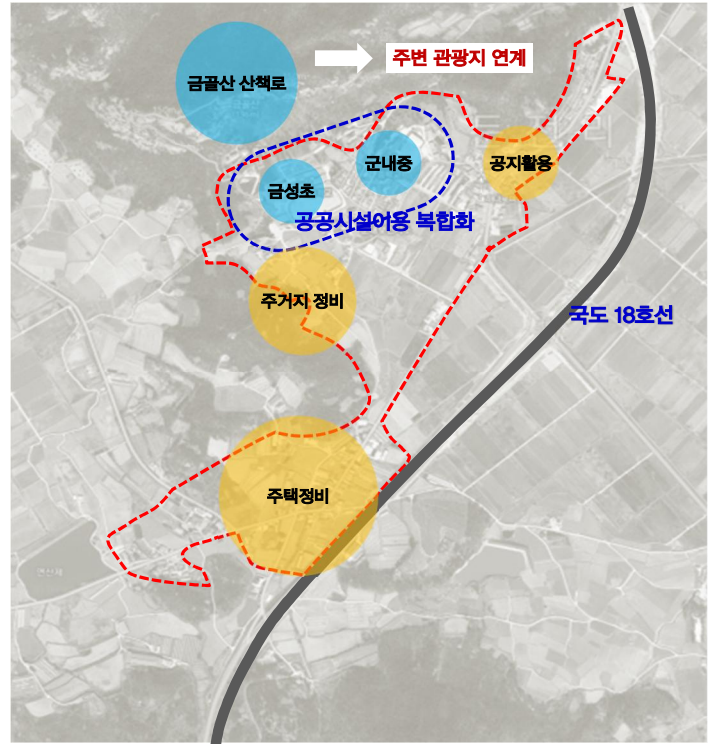 금골산 산책로
주변 관광지 연계
군내중
공지활용
금성초
공공시설이용 복합화
주거지 정비
국도 18호선
주택정비